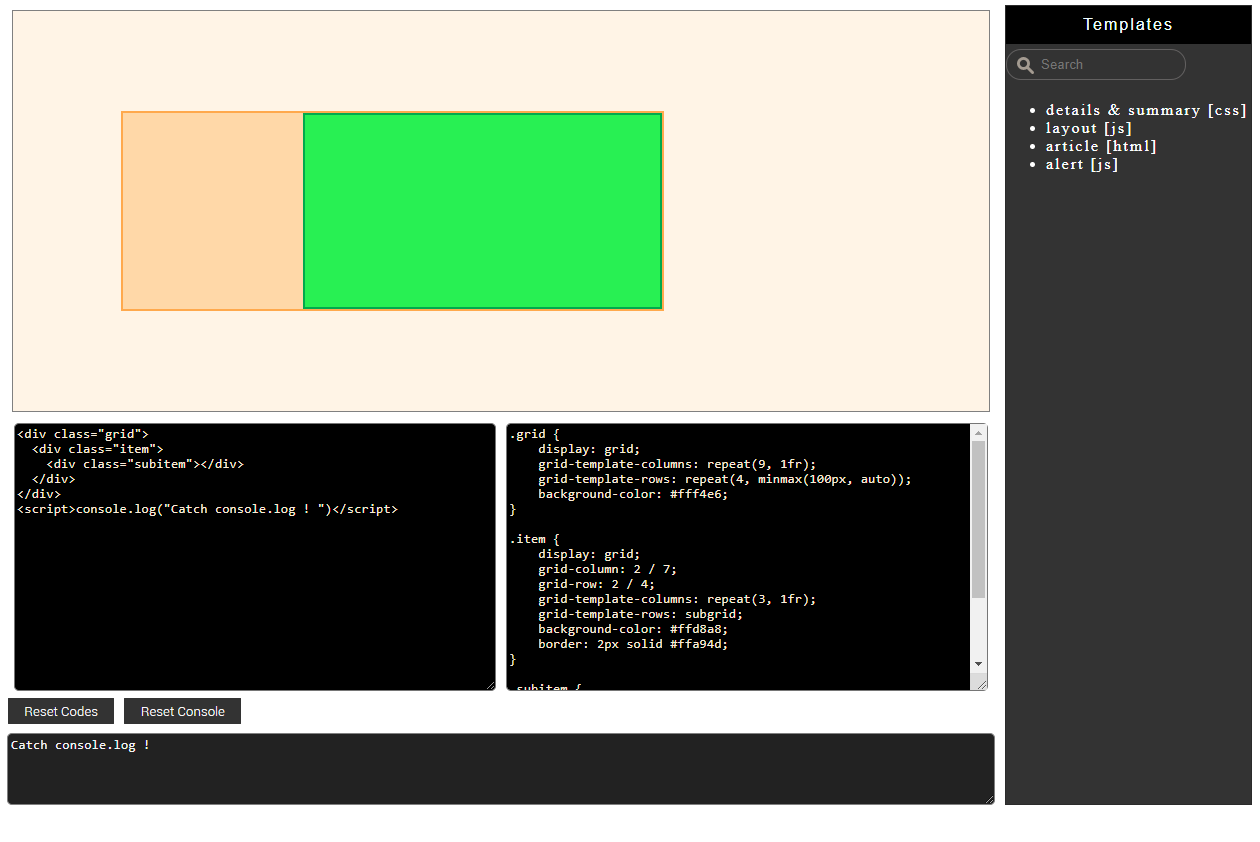 Templates
Search
details & summary [css]
layout [js]
article [html]
alert [js]
<div class="grid">
  <div class="item">
    <div class="subitem"></div>
  </div>
</div>
<script>console.log("Catch console.log ! ")</script>
.grid {
    display: grid;
    grid-template-columns: repeat(9, 1fr);
    grid-template-rows: repeat(4, minmax(100px, auto));
    background-color: #fff4e6;
}
.item {
    display: grid;
    grid-column: 2 / 7;
    grid-row: 2 / 4;
    grid-template-columns: repeat(3, 1fr);
    grid-template-rows: subgrid;
    background-color: #ffd8a8;
    border: 2px solid #ffa94d;
}
.subitem {
Reset Codes
Reset Console
Catch console.log !